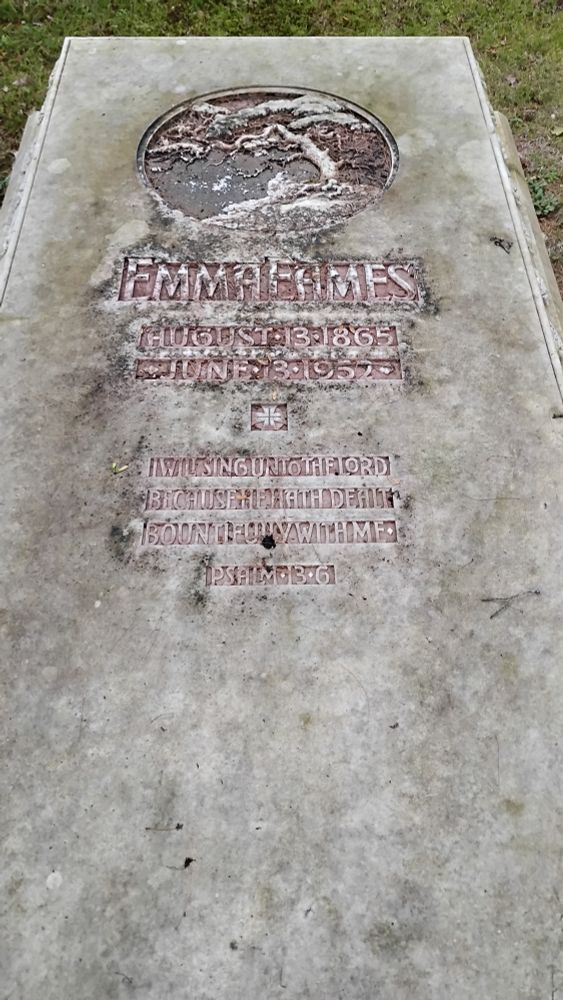 EMMA EAMES
AUGUST·13·1865
·JUNE·13·1952·
I WILL SING UNTO THE LORD
BECAUSE HE HATH DEALT
BOUNTIFULLY WITH ME·
PSALM·13·6